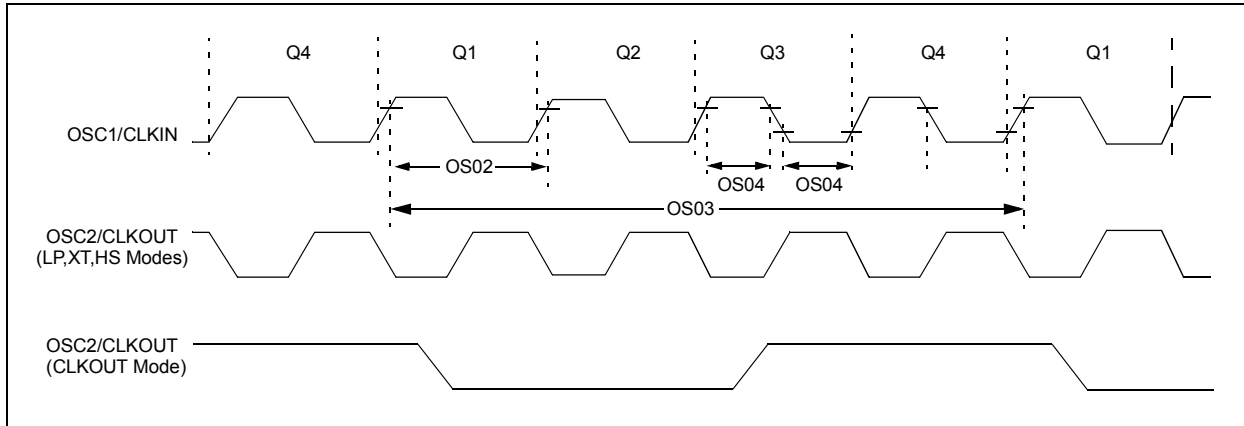 Q4 Q1 Q2 Q3 Q4 Q1
OSC1/CLKIN
OS02
OS04 OS04
OS03
OSC2/CLKOUT
(LP,XT,HS Modes)
OSC2/CLKOUT
(CLKOUT Mode)